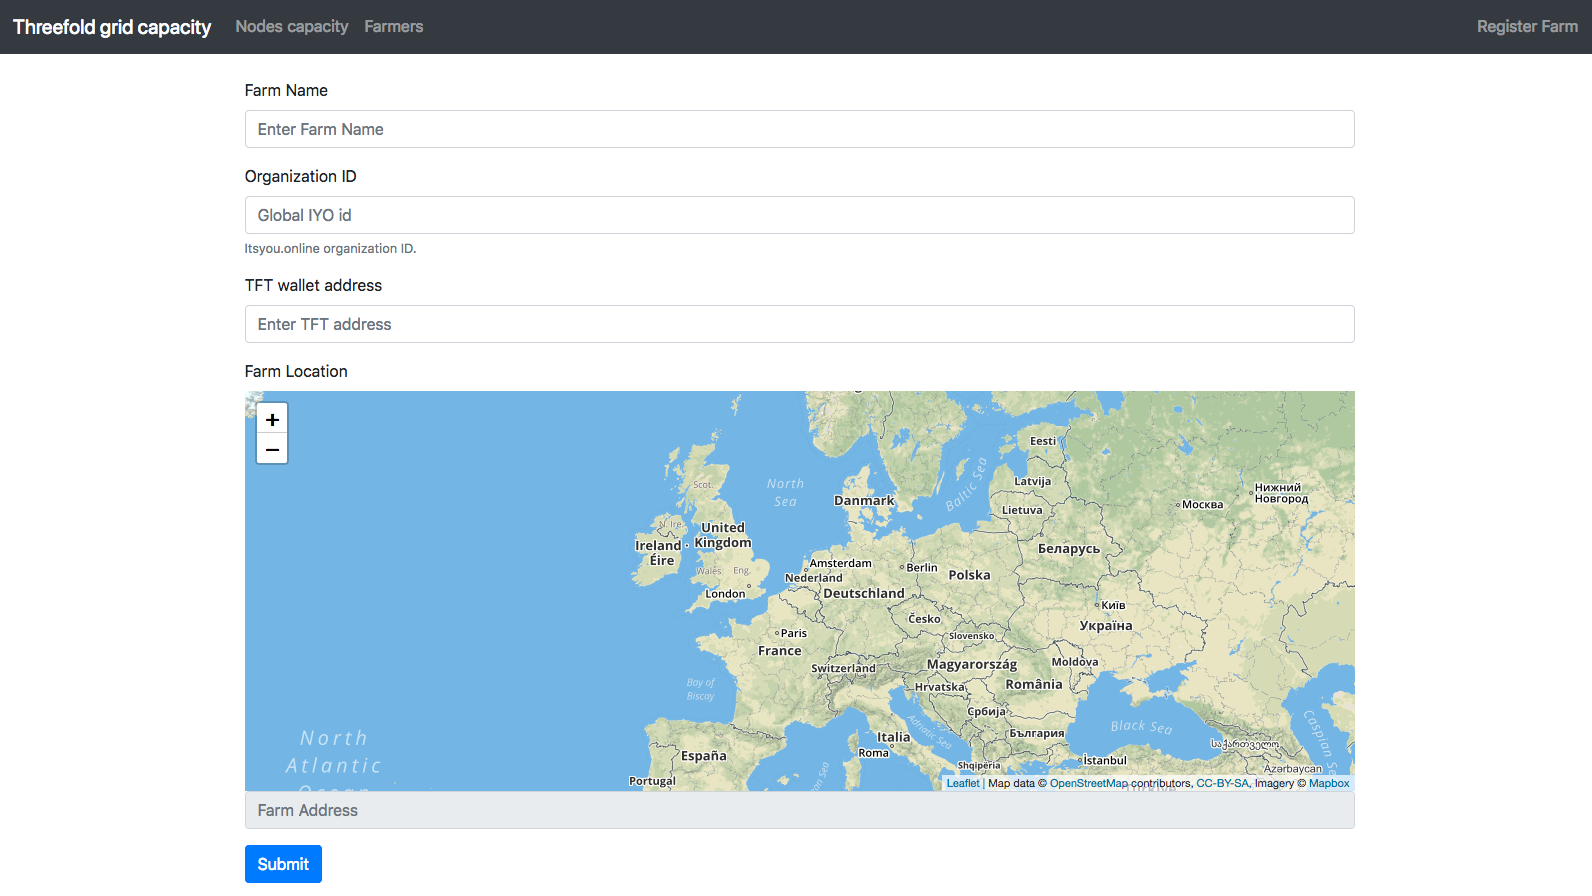 Threefold grid capacity Nodes capacity Farmers Register Farm
Farm Name
Enter Farm Name
Organization ID
Global IYO id
Itsyou.online organization ID.
TFT wallet address
Enter TFT address
Farm Location
+
−
Eesti
Нижний
Новгород
Scot.
North
Sea
Baltic Sea
Latvija
Danmark
Москва
Lietuva
N. Ire.
United
Kingdom
Ireland
Éire
Беларусь
Amsterdam
Berlin
Wales Eng.
Nederland
Polska
London
Deutschland
Київ
Česko
Україна
Paris
Slovensko
France
Switzerland
Magyarország
Moldova
Bay of
Biscay
Hrvatska
România
Србија
Adriatic Sea
Black Sea
Caspian
North
Atlantic
Italia
България
საქართველო
España
Roma
İstanbul
Shqipëria
Azərbaycan
Portugal
Leaflet | Map data © OpenStreetMap contributors, CC-BY-SA, Imagery © Mapbox
Farm Address
Submit